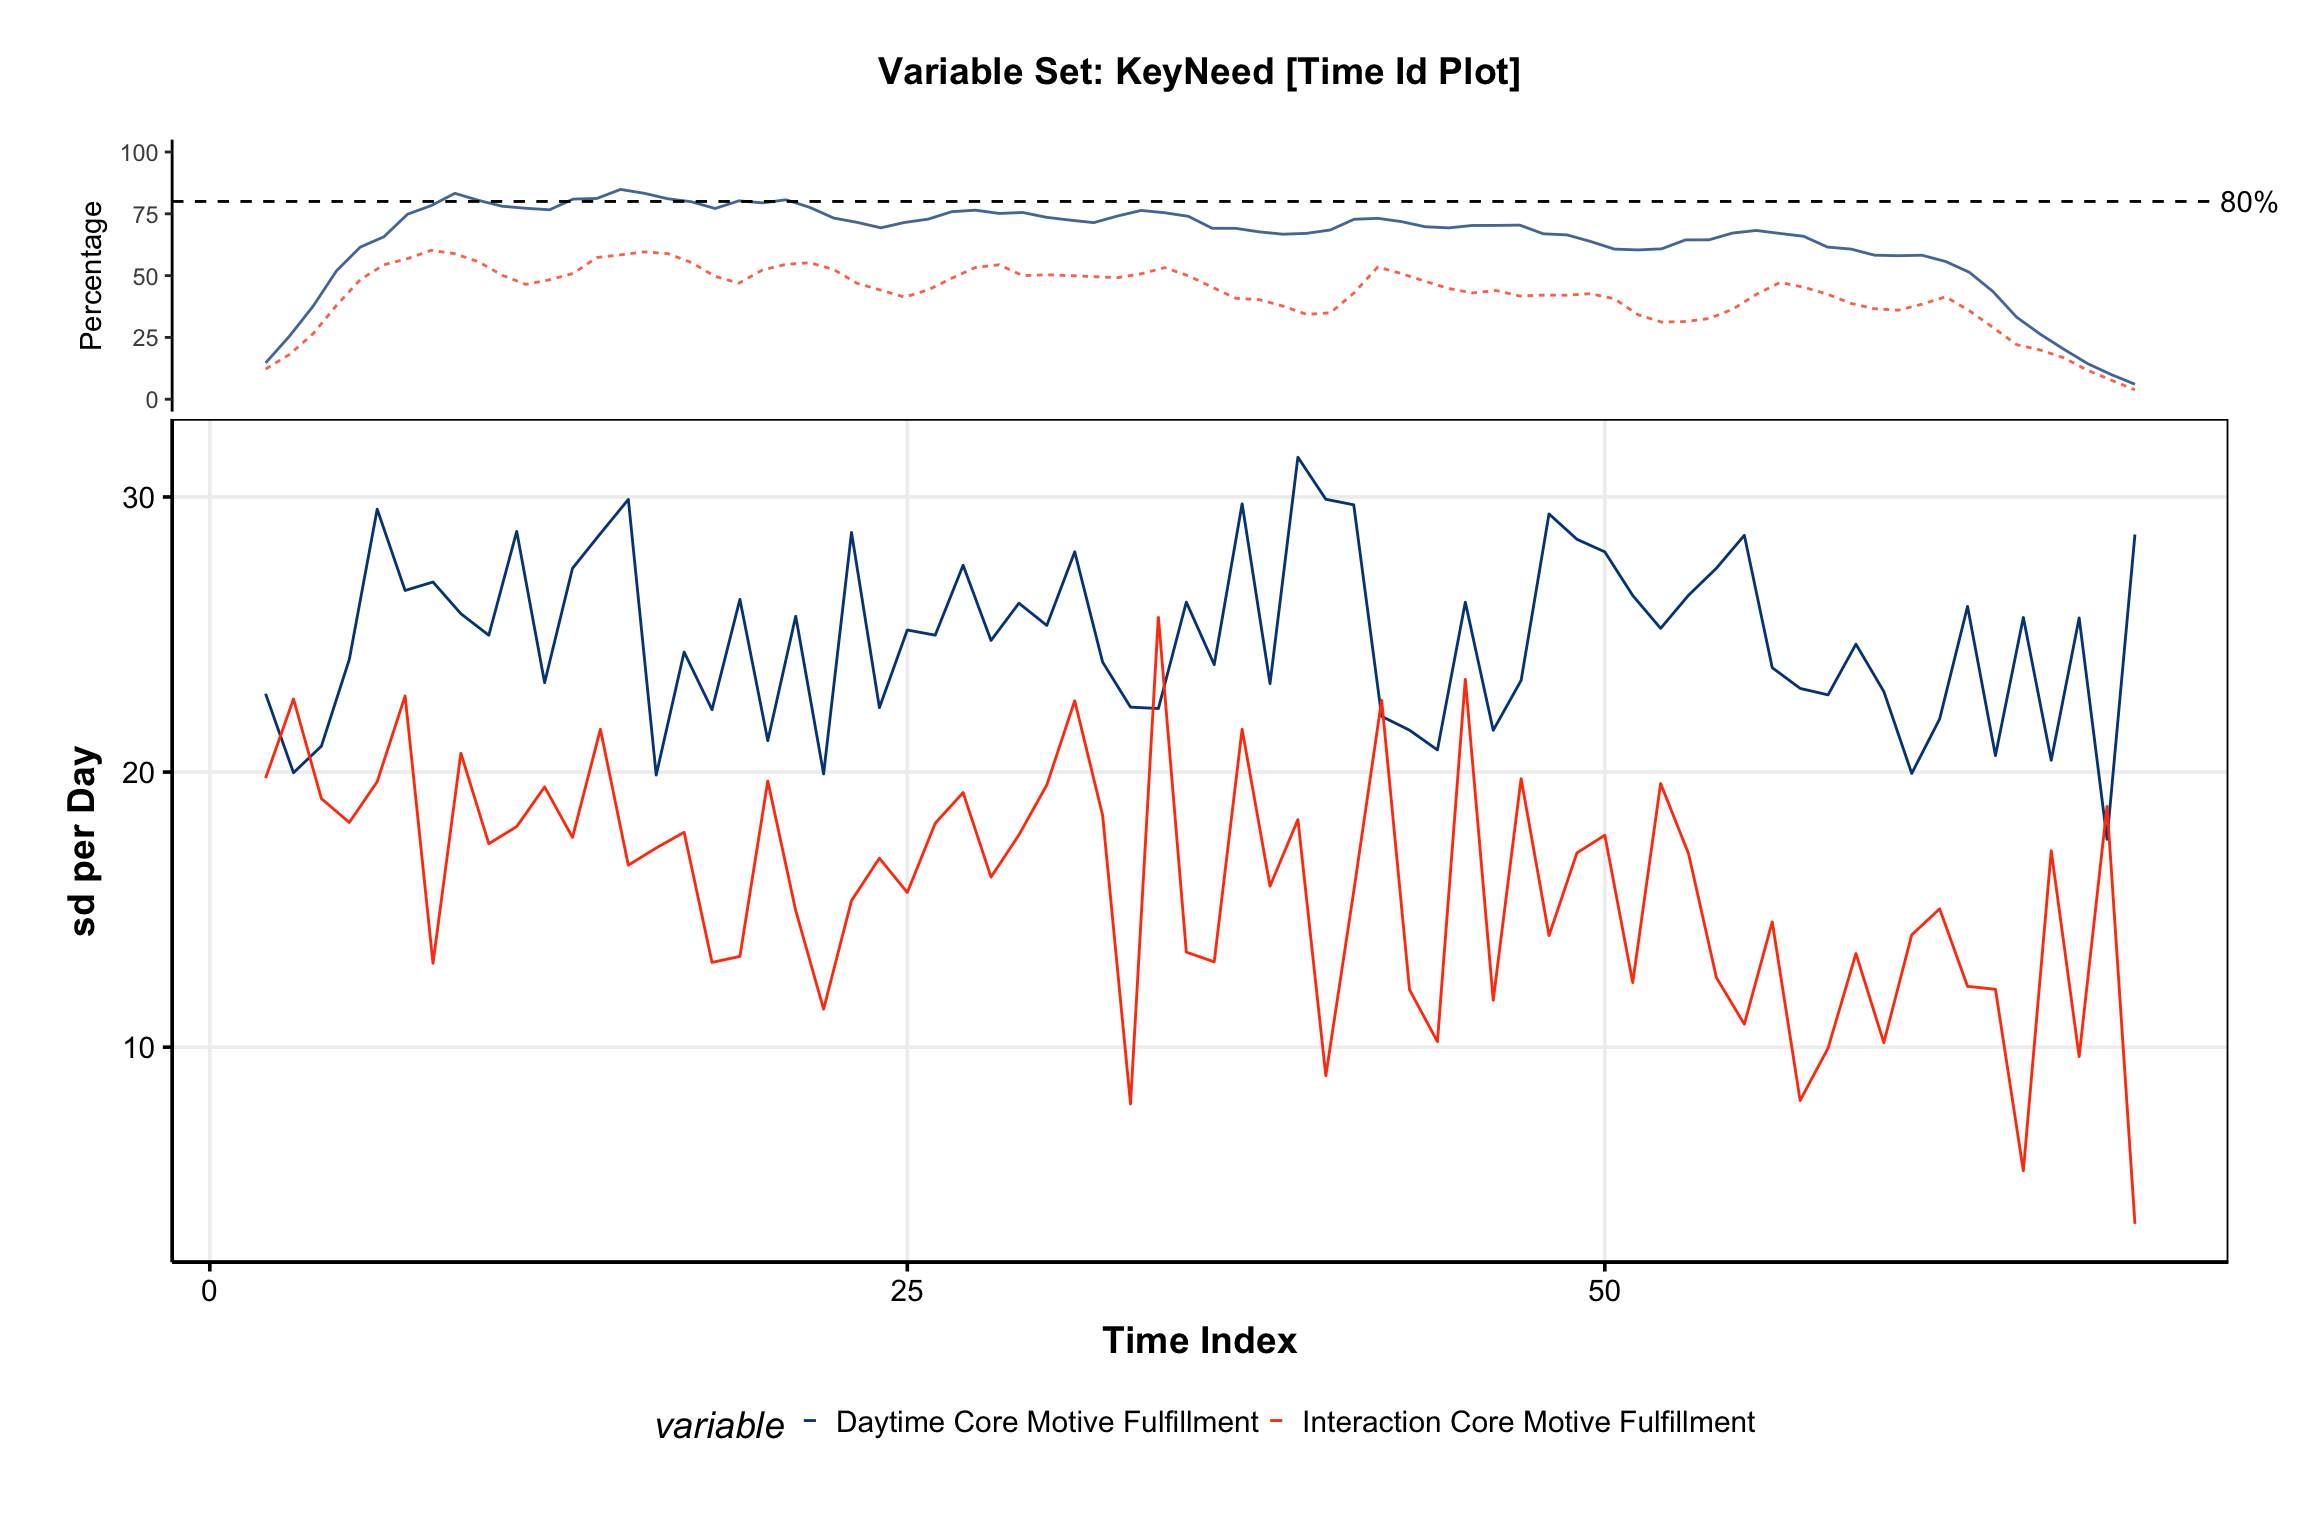 Variable Set: KeyNeed [Time Id Plot]
100
75
50
25
0
Percentage
80%
30
20
10
sd per Day
0 25 50
Time Index
variable Daytime Core Motive Fulfillment Interaction Core Motive Fulfillment